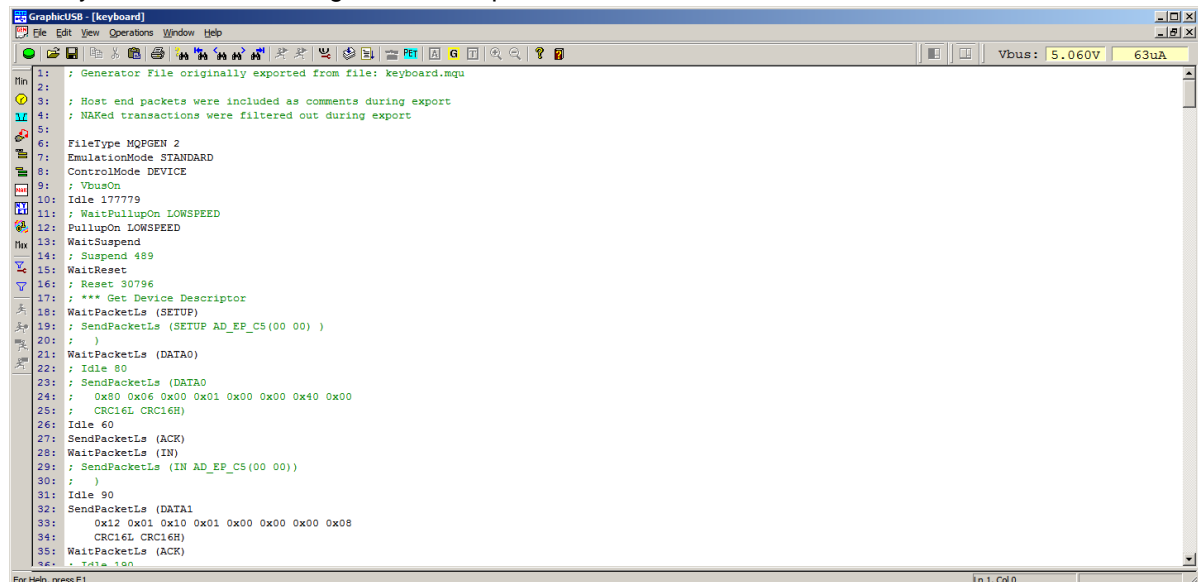 GraphicUSB - [keyboard]
File Edit View Operations Window Help
PET A G T ? Vbus: 5.060V 63uA
Min
Max
1: ; Generator File originally exported from file: keyboard.mqu
2:
3: ; Host end packets were included as comments during export
4: ; NAKed transactions were filtered out during export
5:
6: FileType MQPGEN 2
7: EmulationMode STANDARD
8: ControlMode DEVICE
9: ; VbusOn
10: Idle 177779
11: ; WaitPullupOn LOWSPEED
12: PullupOn LOWSPEED
13: WaitSuspend
14: ; Suspend 489
15: WaitReset
16: ; Reset 30796
17: ; *** Get Device Descriptor
18: WaitPacketLs (SETUP)
19: ; SendPacketLs (SETUP AD_EP_C5(00 00) )
20: ;   )
21: WaitPacketLs (DATA0)
22: ; Idle 80
23: ; SendPacketLs (DATA0
24: ;   0x80 0x06 0x00 0x01 0x00 0x00 0x40 0x00
25: ;   CRC16L CRC16H)
26: Idle 60
27: SendPacketLs (ACK)
28: WaitPacketLs (IN)
29: ; SendPacketLs (IN AD_EP_C5(00 00))
30: ;   )
31: Idle 90
32: SendPacketLs (DATA1
33:     0x12 0x01 0x10 0x01 0x00 0x00 0x00 0x08
34:     CRC16L CRC16H)
35: WaitPacketLs (ACK)
36: ; Idle 190
For Help, press F1
Ln 1, Col 0